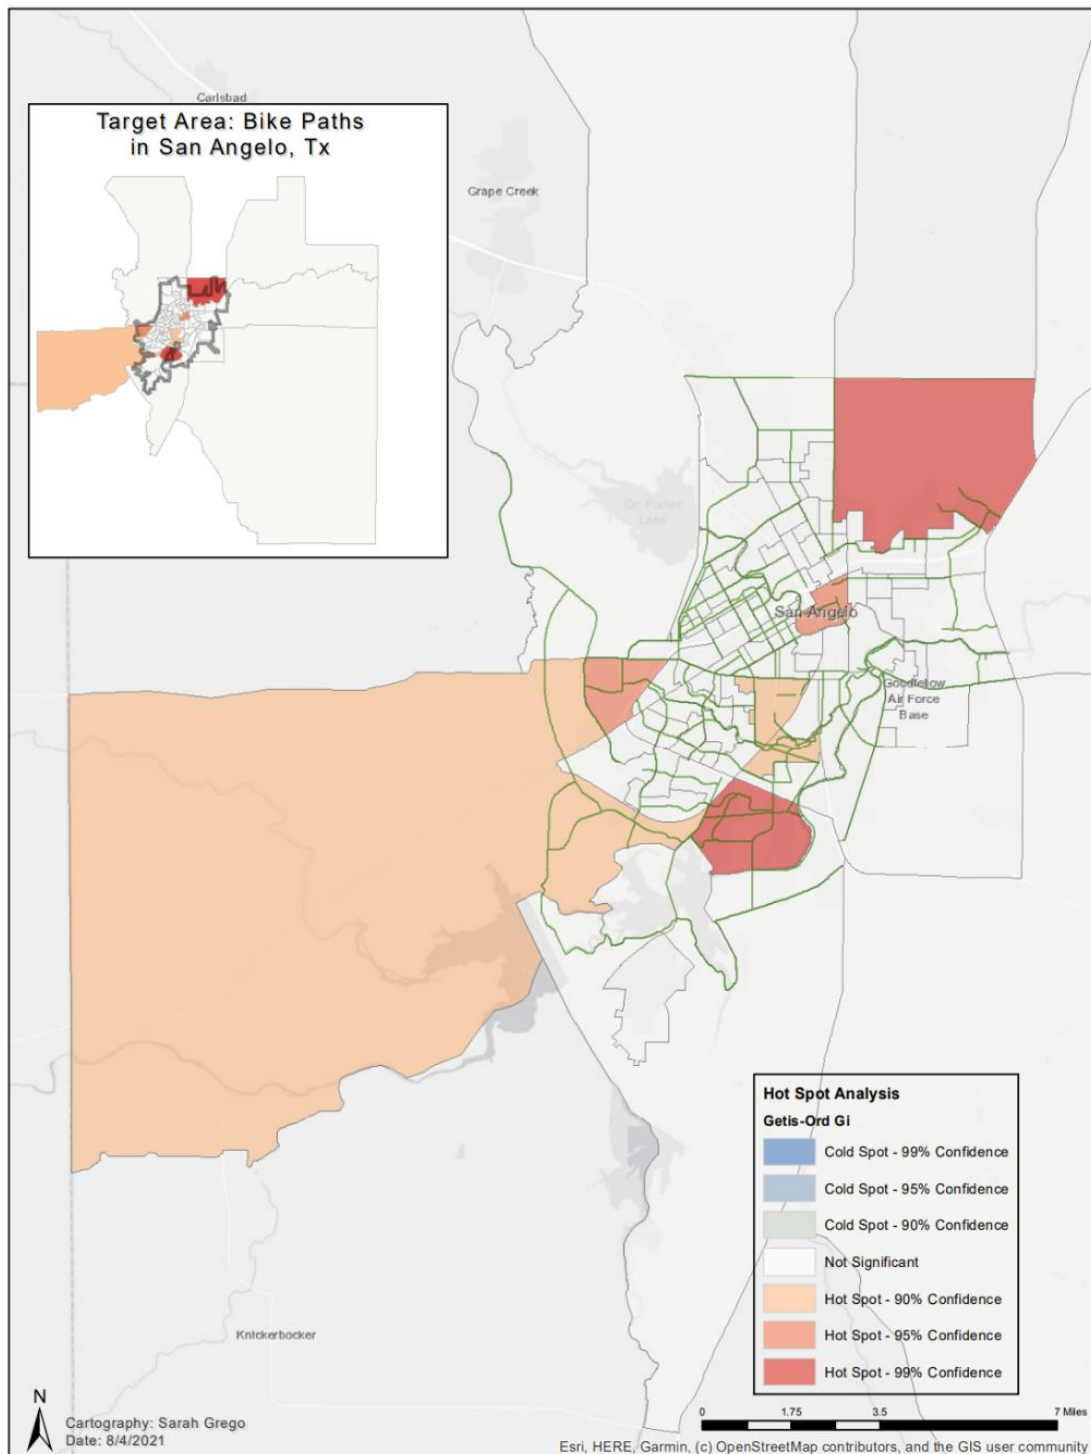 Carlsbad
Target Area: Bike Paths
in San Angelo, Tx
Grape Creek
San Angelo
Goodfellow
Air Force
Base
Hot Spot Analysis
Getis-Ord Gi
Cold Spot - 99% Confidence
Cold Spot - 95% Confidence
Cold Spot - 90% Confidence
Not Significant
Hot Spot - 90% Confidence
Hot Spot - 95% Confidence
Hot Spot - 99% Confidence
Knickerbocker
N
Cartography: Sarah Grego
Date: 8/4/2021
0 1.75 3.5 7 Miles
Esri, HERE, Garmin, (c) OpenStreetMap contributors, and the GIS user community